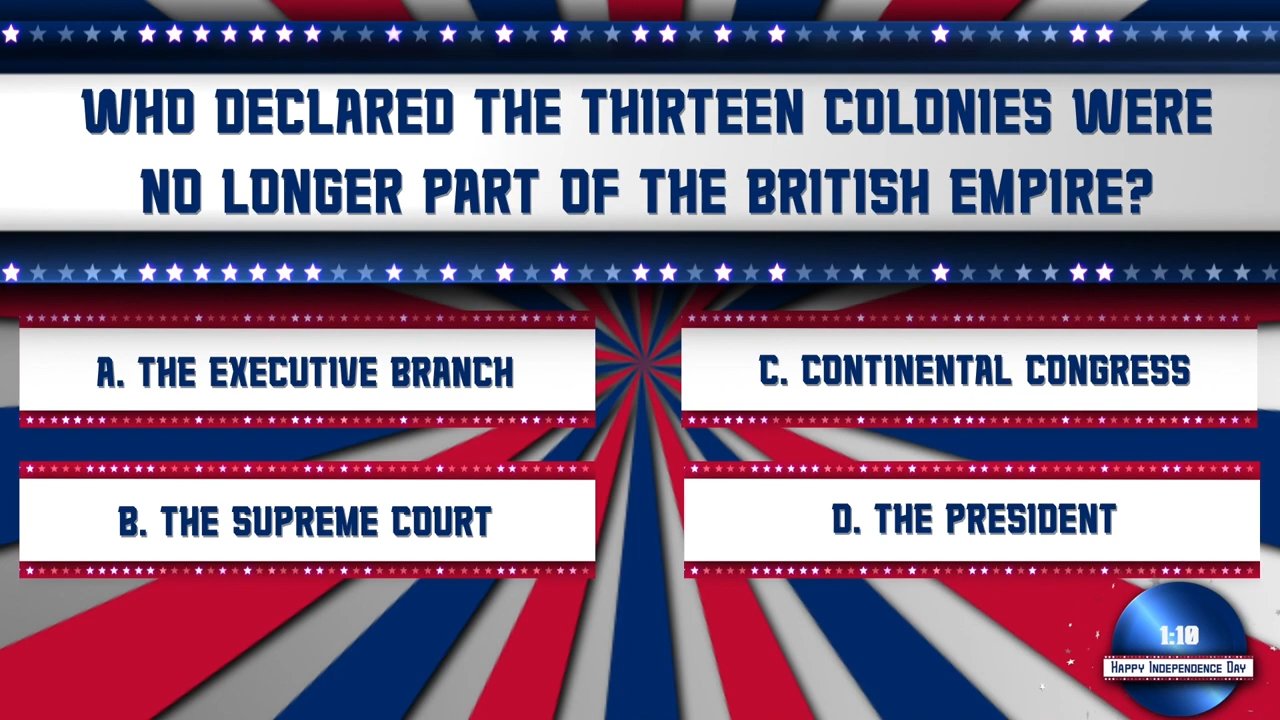 WHO DECLARED THE THIRTEEN COLONIES WERE
NO LONGER PART OF THE BRITISH EMPIRE?
A. THE EXECUTIVE BRANCH
C. CONTINENTAL CONGRESS
B. THE SUPREME COURT
D. THE PRESIDENT
1:10
HAPPY INDEPENDENCE DAY